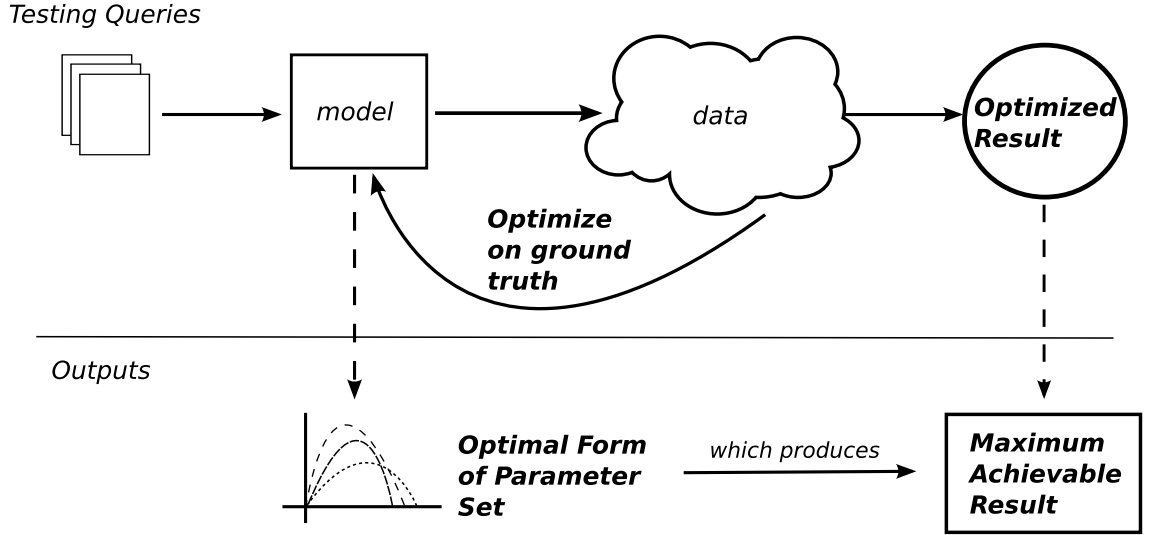 Testing Queries
model
data
Optimized
Result
Optimize
on ground
truth
Outputs
Optimal Form
of Parameter
Set
which produces
Maximum
Achievable
Result